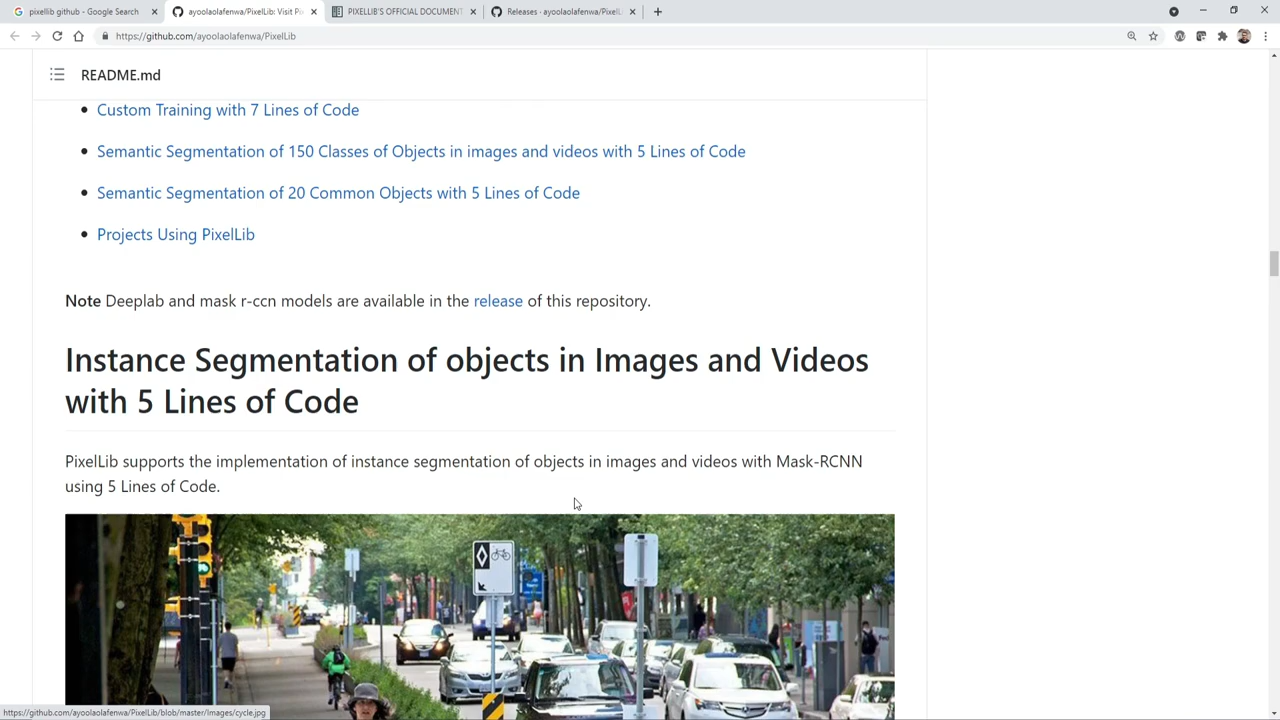 pixellib github - Google Search
ayoolaolafenwa/PixelLib: Visit Pi
PIXELLIB'S OFFICIAL DOCUMENT
Releases · ayoolaolafenwa/PixelL
https://github.com/ayoolaolafenwa/PixelLib
README.md
Custom Training with 7 Lines of Code
Semantic Segmentation of 150 Classes of Objects in images and videos with 5 Lines of Code
Semantic Segmentation of 20 Common Objects with 5 Lines of Code
Projects Using PixelLib
Note Deeplab and mask r-ccn models are available in the release of this repository.
Instance Segmentation of objects in Images and Videos
with 5 Lines of Code
PixelLib supports the implementation of instance segmentation of objects in images and videos with Mask-RCNN
using 5 Lines of Code.
https://github.com/ayoolaolafenwa/PixelLib/blob/master/Images/cycle.jpg